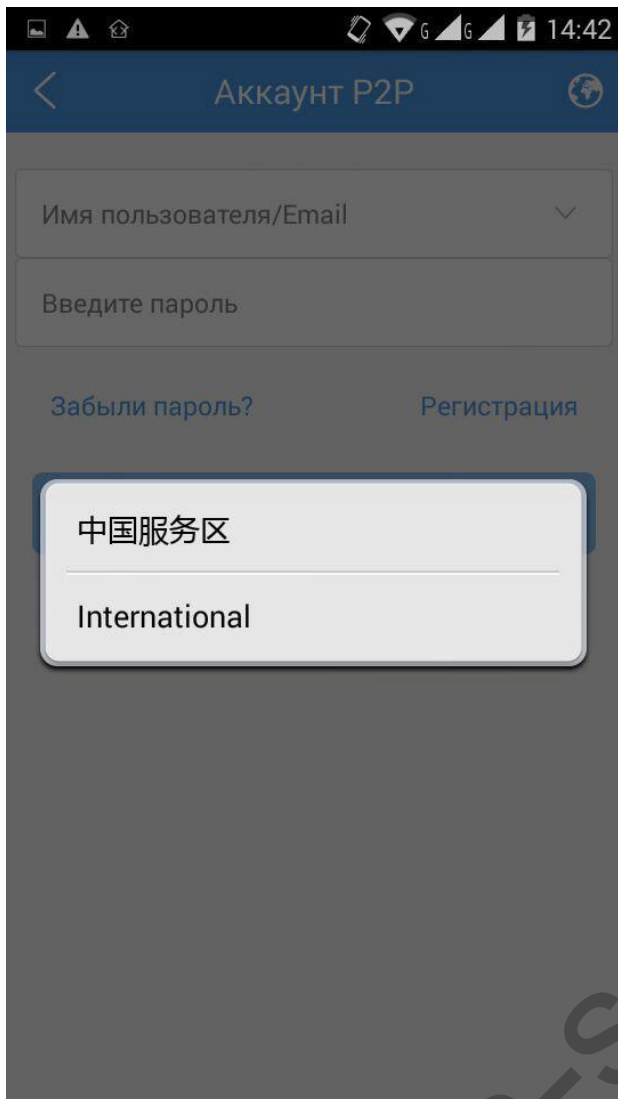 G G 14:42
Аккаунт P2P
Имя пользователя/Email
Введите пароль
Забыли пароль? Регистрация
中国服务区
International